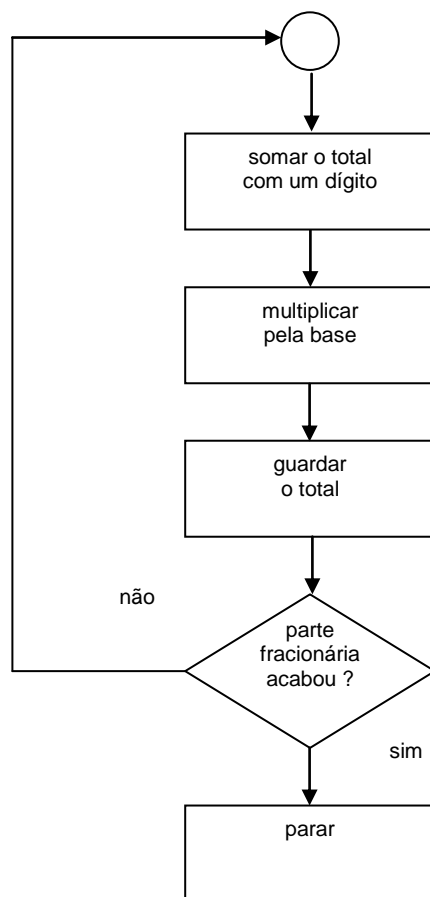 somar o total
com um dígito
multiplicar
pela base
guardar
o total
não
parte
fracionária
acabou ?
sim
parar